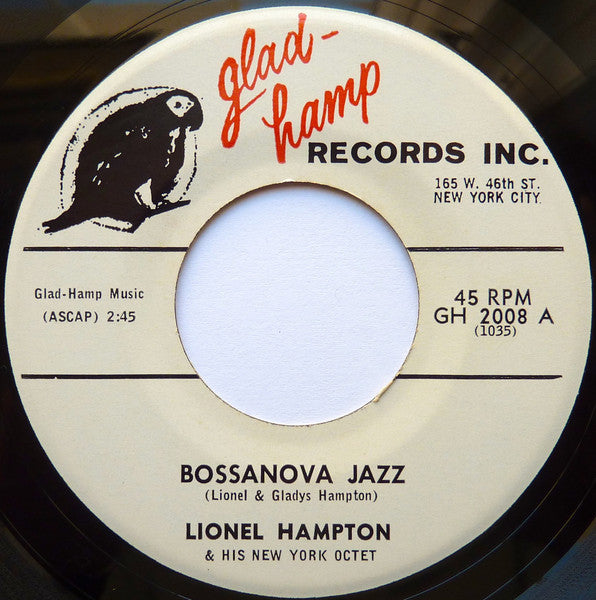 glad-
hamp
RECORDS INC.
165 W. 46th ST.
NEW YORK CITY
Glad-Hamp Music
(ASCAP) 2:45
45 RPM
GH 2008 A
(1035)
BOSSANOVA JAZZ
(Lionel & Gladys Hampton)
LIONEL HAMPTON
& HIS NEW YORK OCTET